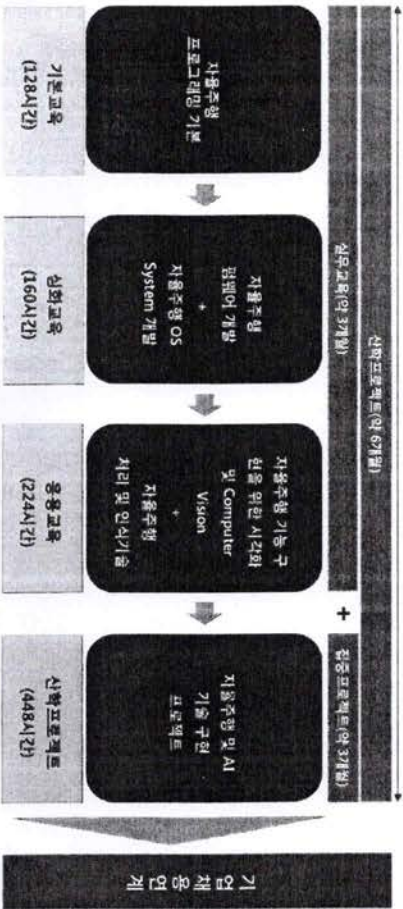 산학프로젝트(약 6개월)
실무교육(약 3개월)
+
집중프로젝트(약 3개월)
자율주행
프로그래밍 기본
자율주행
펌웨어 개발
+
자율주행 OS
System 개발
자율주행 기능 구
현을 위한 시각화
및 Computer
Vision
+
자율주행
처리 및 인식기술
자율주행 및 AI
기술 구현
프로젝트
기본교육
(128시간)
심화교육
(160시간)
응용교육
(224시간)
산학프로젝트
(448시간)
기업채용연계